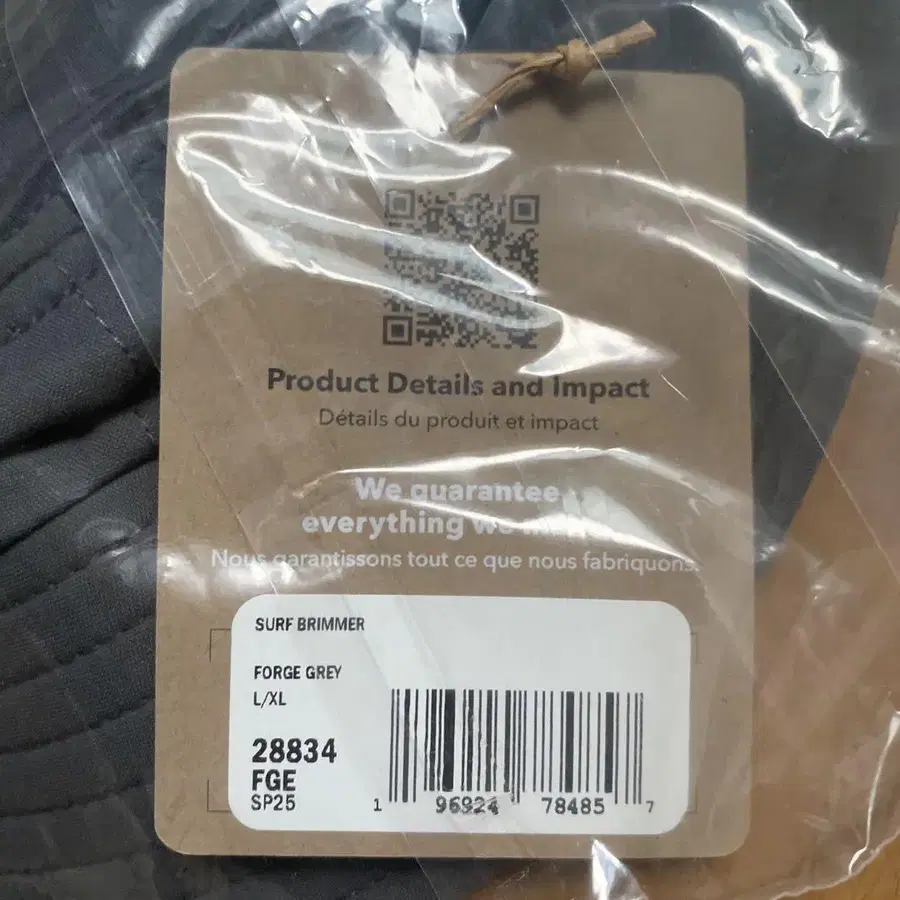 Product Details and Impact
Détails du produit et impact
We guarantee
everything we
Nous garantissons tout ce que nous fabriquons.
SURF BRIMMER
FORGE GREY
L/XL
28834
FGE
SP25
1 96924 78485 7